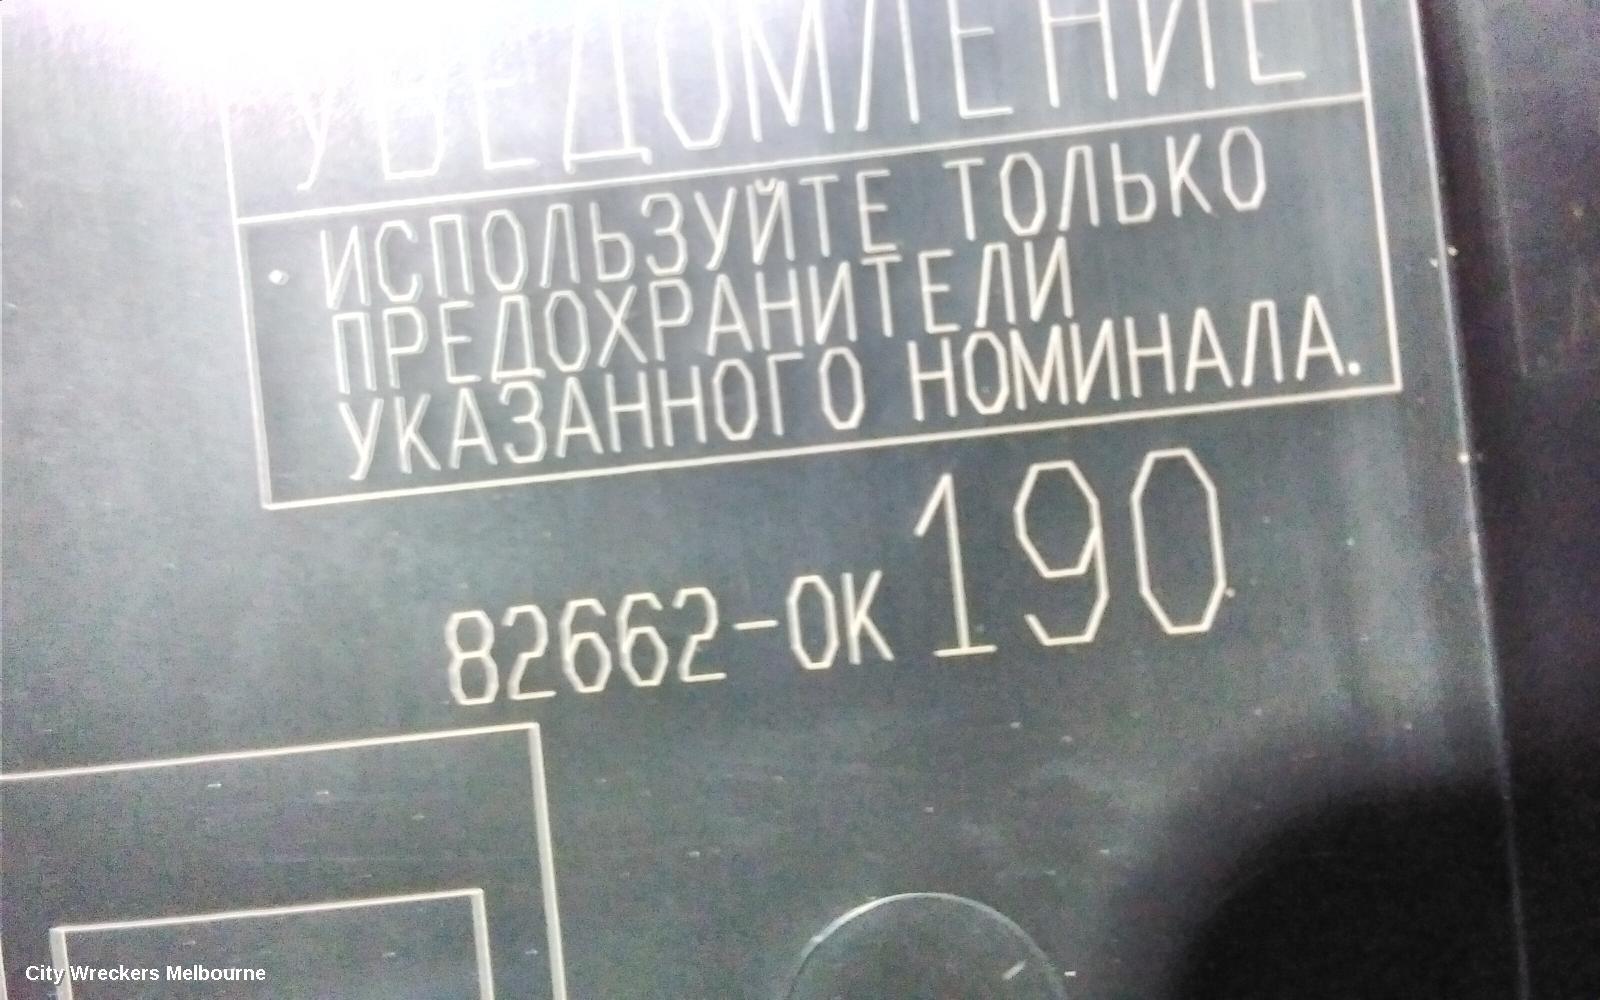 УВЕДОМЛЕНИЕ
• ИСПОЛЬЗУЙТЕ ТОЛЬКО
ПРЕДОХРАНИТЕЛИ
УКАЗАННОГО НОМИНАЛА.
82662-0K190
City Wreckers Melbourne